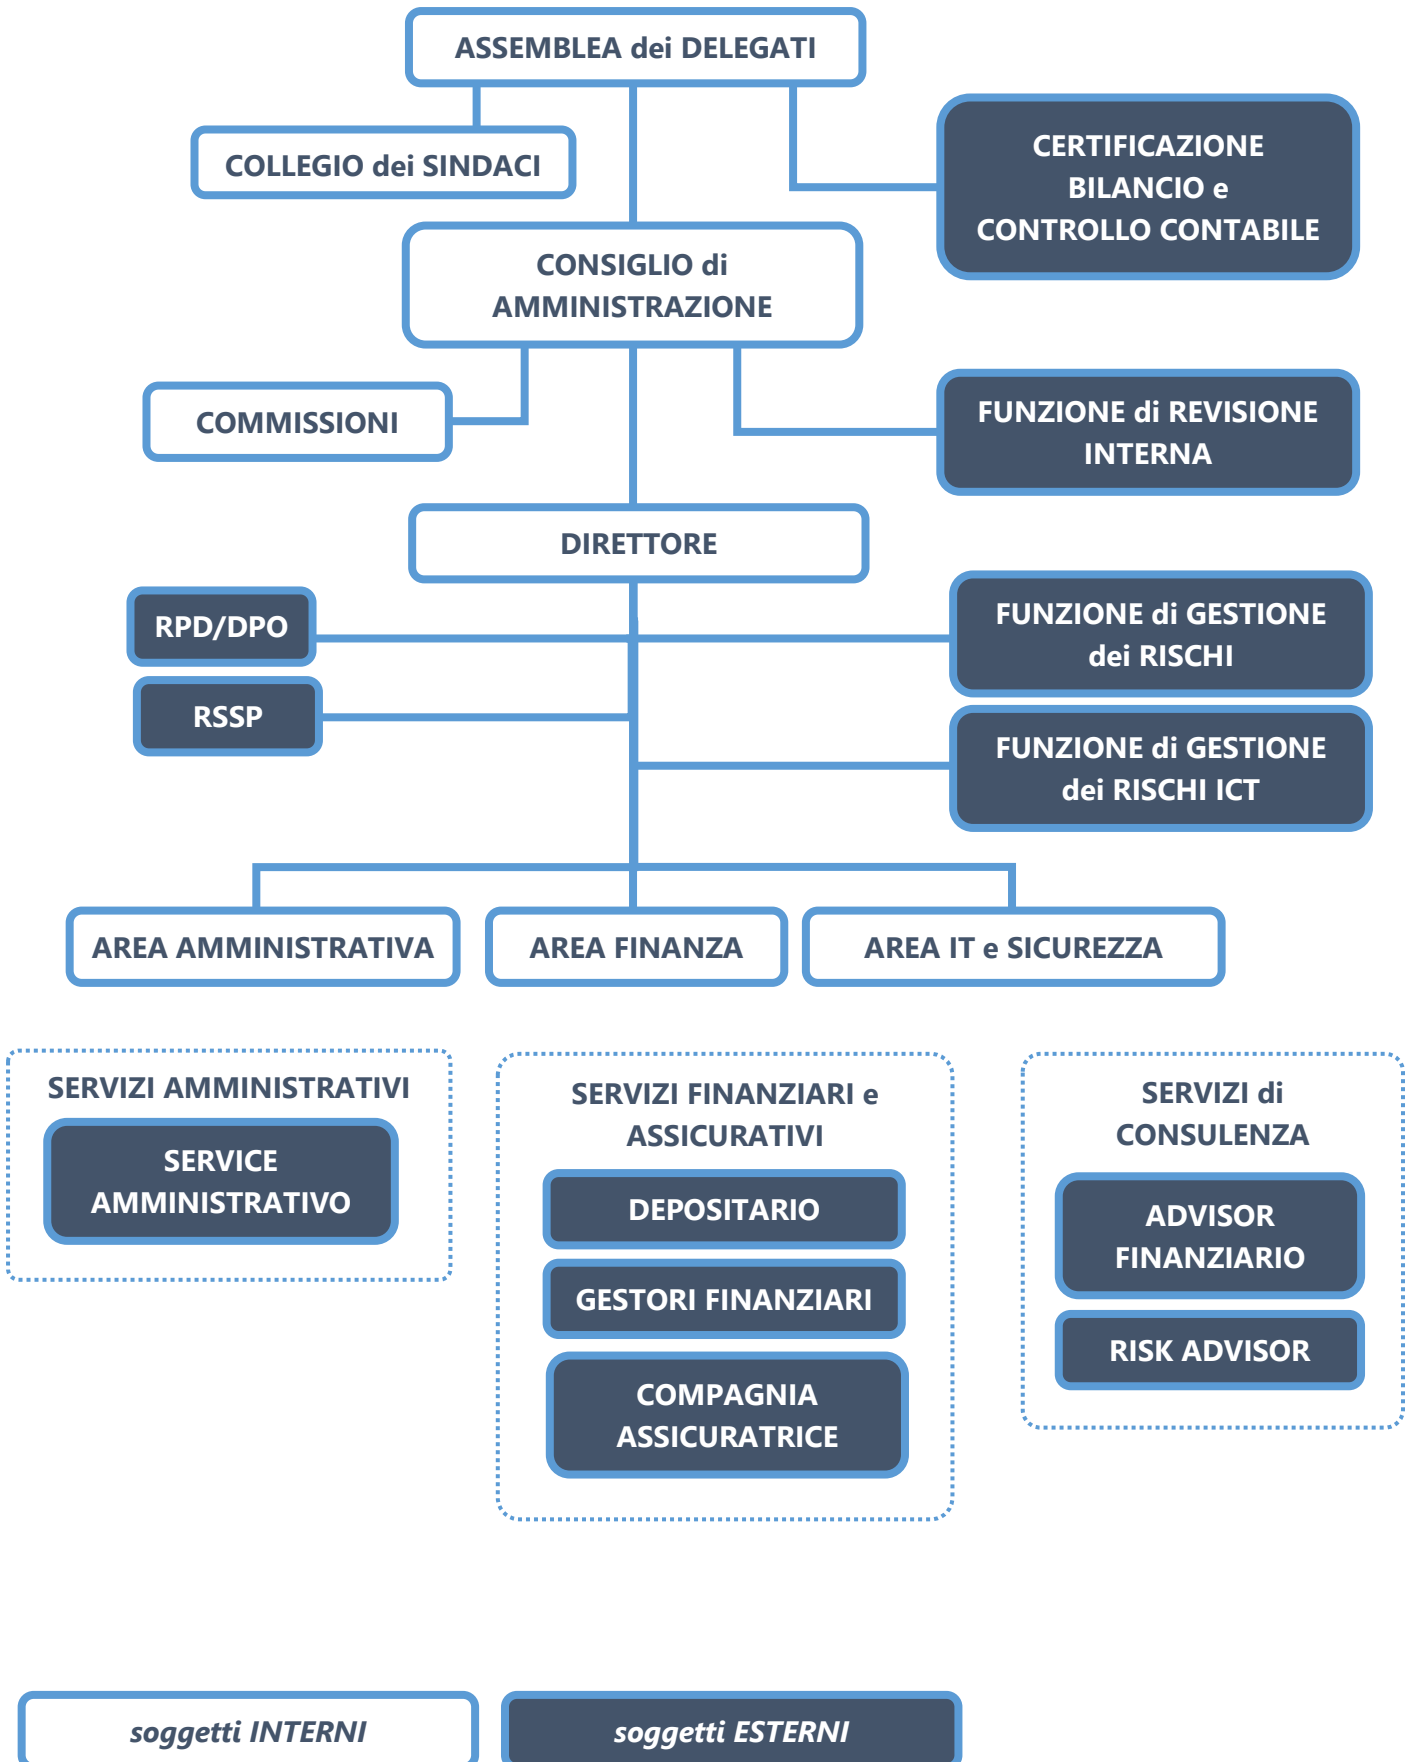 ASSEMBLEA dei DELEGATI
COLLEGIO dei SINDACI
CERTIFICAZIONE
BILANCIO e
CONTROLLO CONTABILE
CONSIGLIO di
AMMINISTRAZIONE
COMMISSIONI
FUNZIONE di REVISIONE
INTERNA
DIRETTORE
RPD/DPO
FUNZIONE di GESTIONE
dei RISCHI
RSSP
FUNZIONE di GESTIONE
dei RISCHI ICT
AREA AMMINISTRATIVA
AREA FINANZA
AREA IT e SICUREZZA
SERVIZI AMMINISTRATIVI
SERVICE
AMMINISTRATIVO
SERVIZI FINANZIARI e
ASSICURATIVI
DEPOSITARIO
GESTORI FINANZIARI
COMPAGNIA
ASSICURATRICE
SERVIZI di
CONSULENZA
ADVISOR
FINANZIARIO
RISK ADVISOR
soggetti INTERNI
soggetti ESTERNI